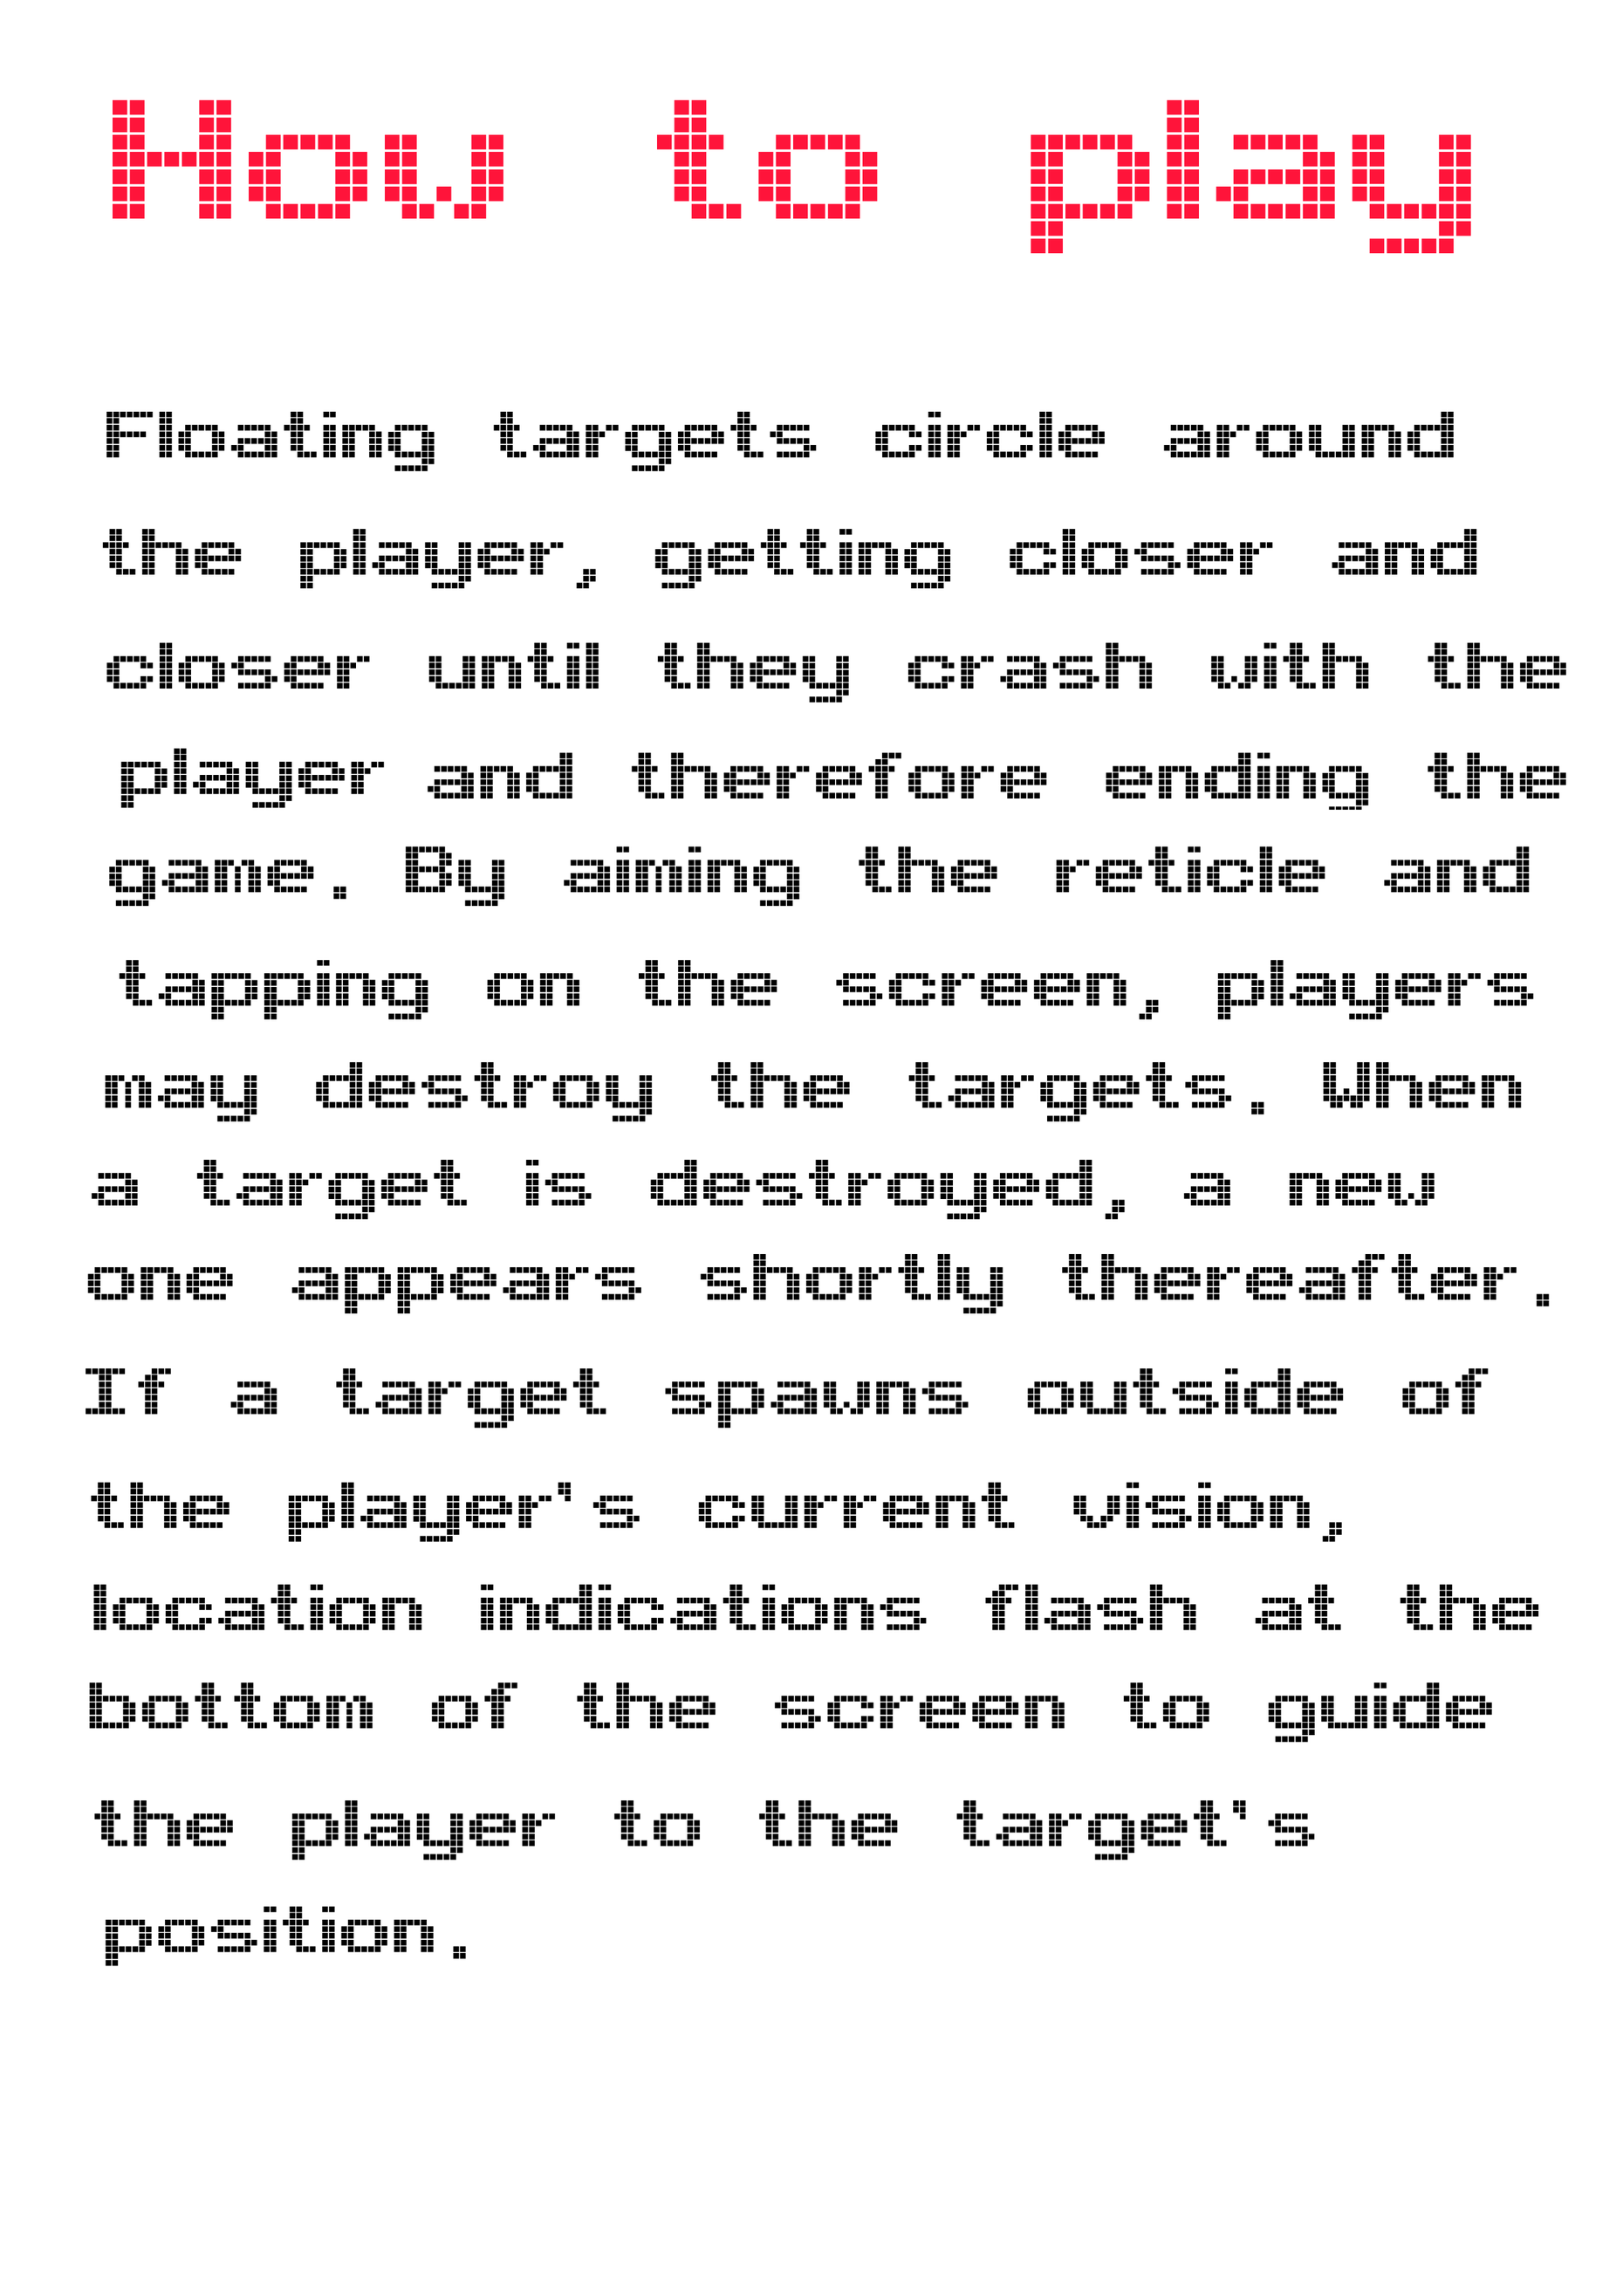 How to play
Floating targets circle around
the player, getting closer and
closer until they crash with the
player and therefore ending the
game. By aiming the reticle and
tapping on the screen, players
may destroy the targets. When
a target is destroyed, a new
one appears shortly thereafter.
If a target spawns outside of
the player's current vision,
location indications flash at the
bottom of the screen to guide
the player to the target's
position.